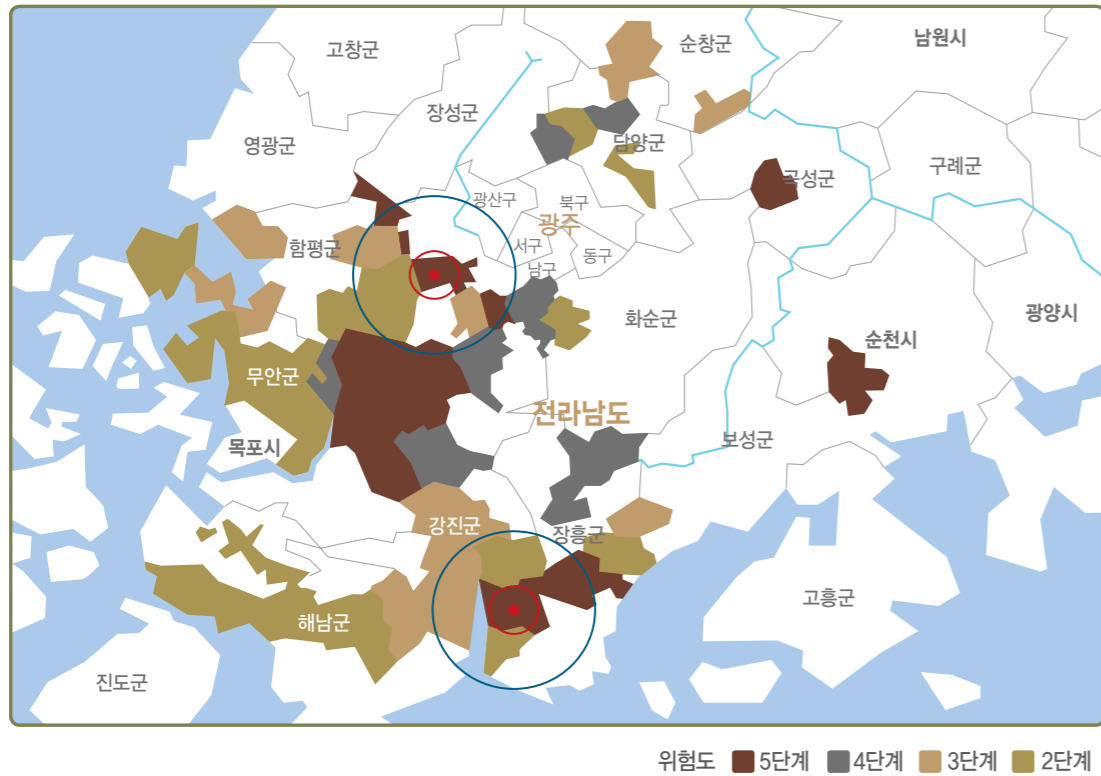 고창군
순창군
남원시
장성군
영광군
담양군
곡성군
구례군
광산구
북구
광주
함평군
서구
동구
남구
화순군
광양시
순천시
무안군
전라남도
목포시
보성군
강진군
장흥군
고흥군
해남군
진도군
위험도 5단계 4단계 3단계 2단계